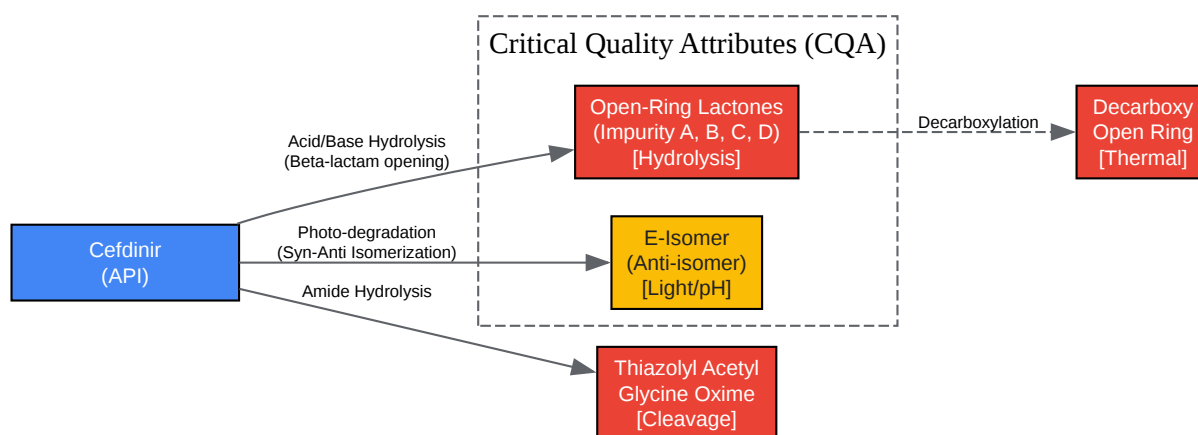 Critical Quality Attributes (CQA)
Open-Ring Lactones
(Impurity A, B, C, D)
[Hydrolysis]
Decarboxylation
Decarboxy
Open Ring
[Thermal]
Acid/Base Hydrolysis
(Beta-lactam opening)
Cefdinir
(API)
Photo-degradation
(Syn-Anti Isomerization)
E-Isomer
(Anti-isomer)
[Light/pH]
Amide Hydrolysis
Thiazolyl Acetyl
Glycine Oxime
[Cleavage]